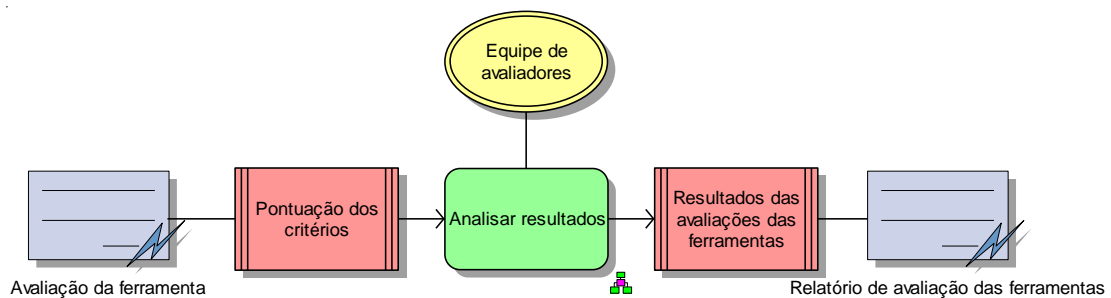 Equipe de
avaliadores
Pontuação dos
critérios
Analisar resultados
Resultados das
avaliações das
ferramentas
Avaliação da ferramenta
Relatório de avaliação das ferramentas